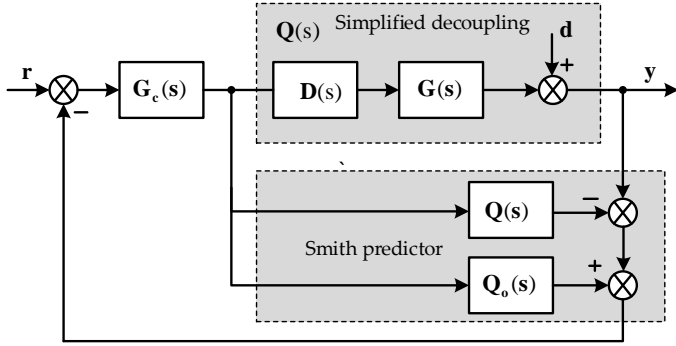 Q(s) Simplified decoupling
d
r
+
y
G_c(s)
D(s)
G(s)
−
`
Q(s)
−
Smith predictor
+
Q_o(s)